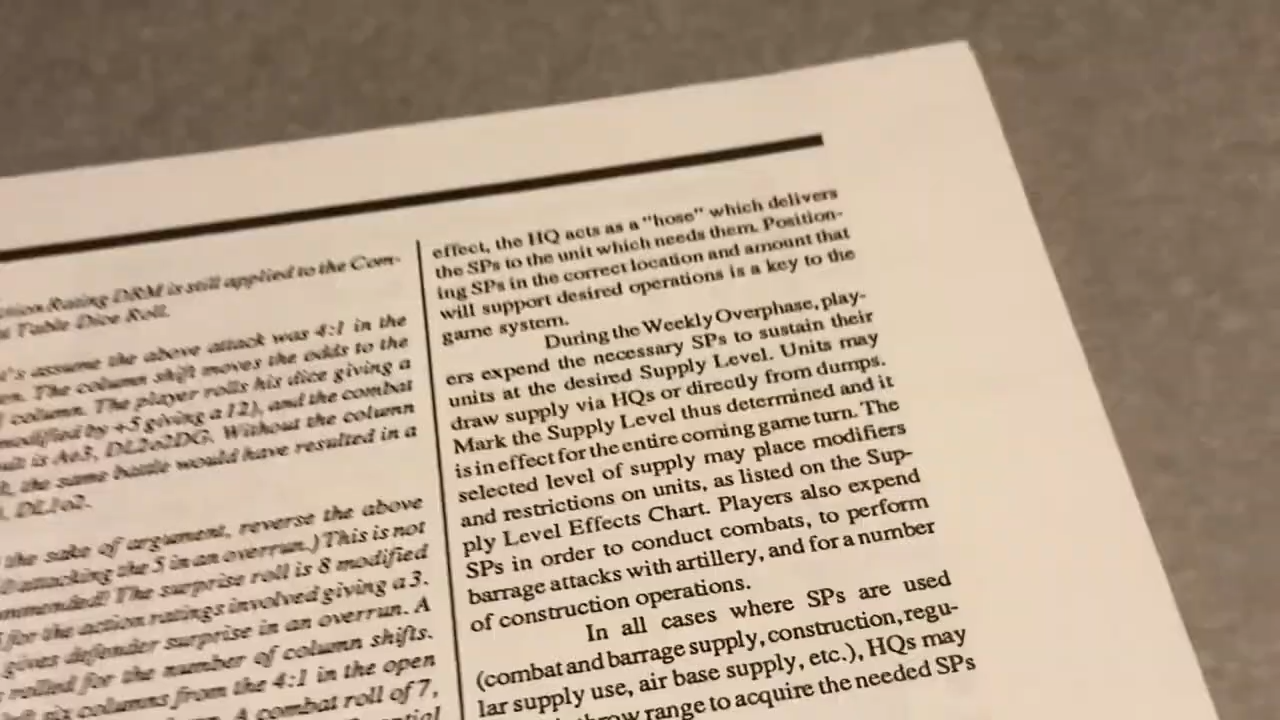 ction Rating DRM is still applied to the Com-
t Table Dice Roll.
's assume the above attack was 4:1 in the
en. The column shift moves the odds to the
column. The player rolls his dice giving a
modified by +5 giving a 12), and the combat
ult is Ae3, DL2o2DG. Without the column
the same battle would have resulted in a
DL1o2.
the sake of argument, reverse the above
attacking the 5 in an overrun.) This is not
mmended! The surprise roll is 8 modified
for the action ratings involved giving a 3.
gives defender surprise in an overrun. A
rolled for the number of column shifts.
six columns from the 4:1 in the open
A combat roll of 7,
effect, the HQ acts as a "hose" which delivers
the SPs to the unit which needs them. Position-
ing SPs in the correct location and amount that
will support desired operations is a key to the
game system.
During the Weekly Overphase, play-
ers expend the necessary SPs to sustain their
units at the desired Supply Level. Units may
draw supply via HQs or directly from dumps.
Mark the Supply Level thus determined and it
is in effect for the entire coming game turn. The
selected level of supply may place modifiers
and restrictions on units, as listed on the Sup-
ply Level Effects Chart. Players also expend
SPs in order to conduct combats, to perform
barrage attacks with artillery, and for a number
of construction operations.
In all cases where SPs are used
(combat and barrage supply, construction, regu-
lar supply use, air base supply, etc.), HQs may
throw range to acquire the needed SPs